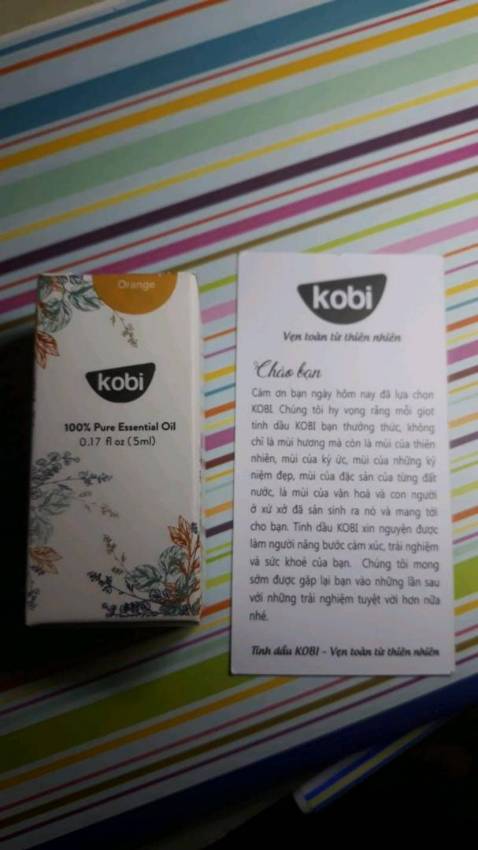 Orange
kobi
100% Pure Essential Oil
0.17 fl oz (5ml)
kobi
Vẹn toàn từ thiên nhiên
Chào bạn
Cảm ơn bạn ngày hôm nay đã lựa chọn
KOBI. Chúng tôi hy vọng rằng mỗi giọt
tinh dầu KOBI bạn thưởng thức, không
chỉ là mùi hương mà còn là mùi của thiên
nhiên, mùi của ký ức, mùi của những kỷ
niệm đẹp, mùi của đặc sản của từng đất
nước, là mùi của văn hoá và con người
ở xứ xở đã sản sinh ra nó và mang tới
cho bạn. Tinh dầu KOBI xin nguyện được
làm người nâng bước cảm xúc, trải nghiệm
và sức khoẻ của bạn. Chúng tôi mong
sớm được gặp lại bạn vào những lần sau
với những trải nghiệm tuyệt vời hơn nữa
nhé.
Tinh dầu KOBI - Vẹn toàn từ thiên nhiên